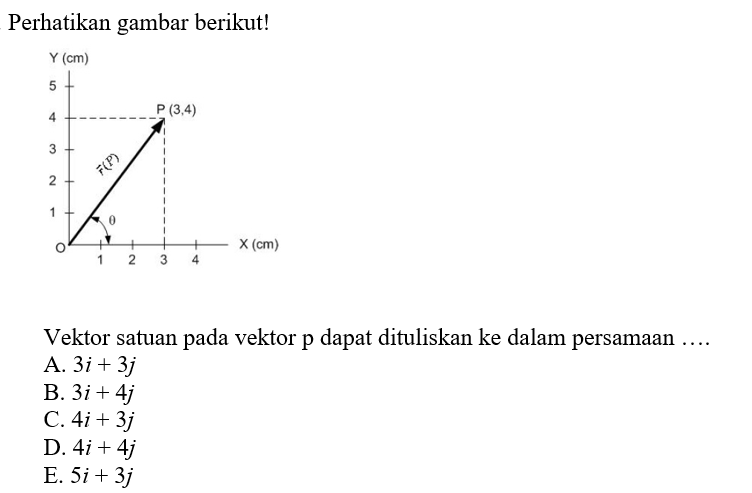 Perhatikan gambar berikut!
Y (cm)
5
4
P (3,4)
3
r̄(P)
2
1
θ
O
X (cm)
1 2 3 4
Vektor satuan pada vektor p dapat dituliskan ke dalam persamaan ….
A. 3i + 3j
B. 3i + 4j
C. 4i + 3j
D. 4i + 4j
E. 5i + 3j